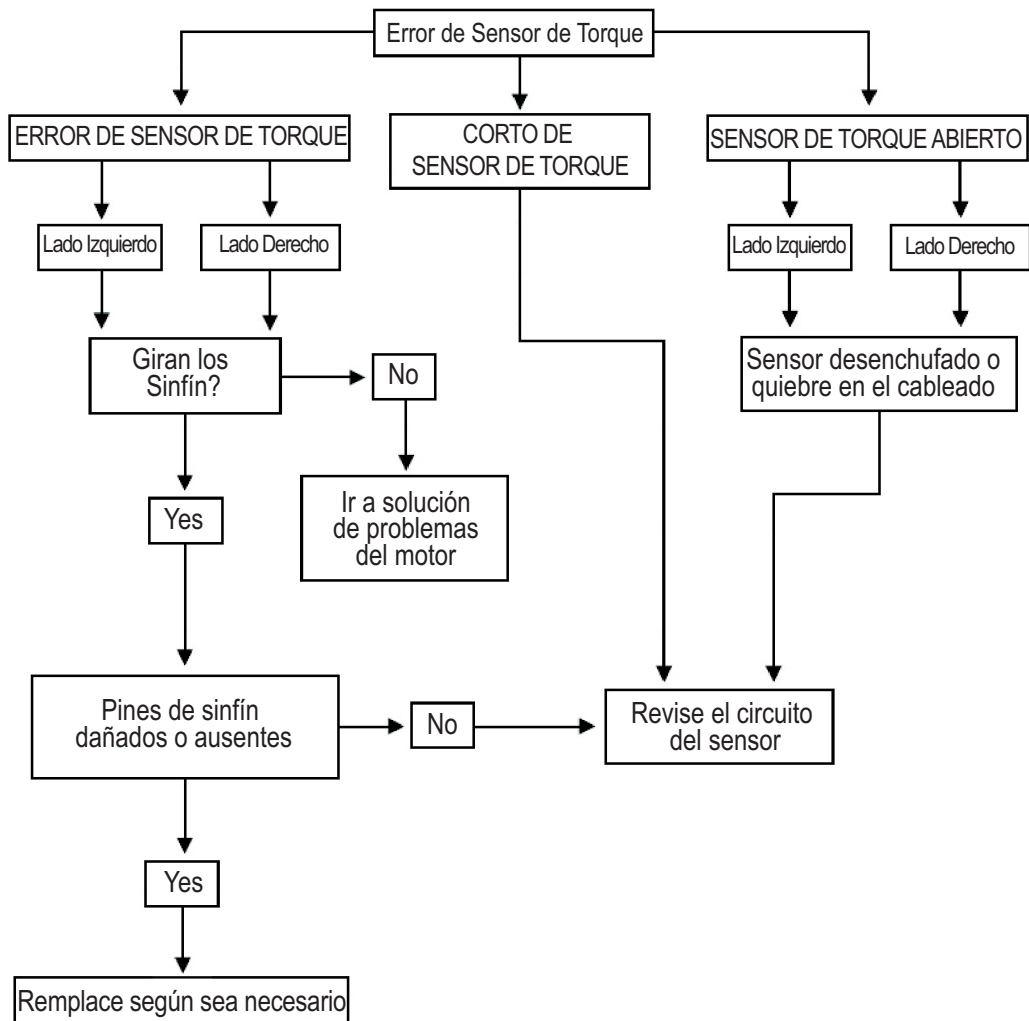 Error de Sensor de Torque
ERROR DE SENSOR DE TORQUE
CORTO DE
SENSOR DE TORQUE
SENSOR DE TORQUE ABIERTO
Lado Izquierdo
Lado Derecho
Lado Izquierdo
Lado Derecho
Giran los
Sinfín?
No
Sensor desenchufado o
quiebre en el cableado
Yes
Ir a solución
de problemas
del motor
Pines de sinfín
dañados o ausentes
No
Revise el circuito
del sensor
Yes
Remplace según sea necesario